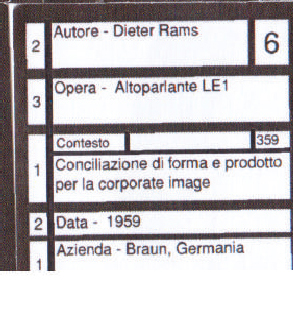 2 Autore - Dieter Rams 6
3 Opera - Altoparlante LE1
Contesto 359
1 Conciliazione di forma e prodotto
per la corporate image
2 Data - 1959
1 Azienda - Braun, Germania